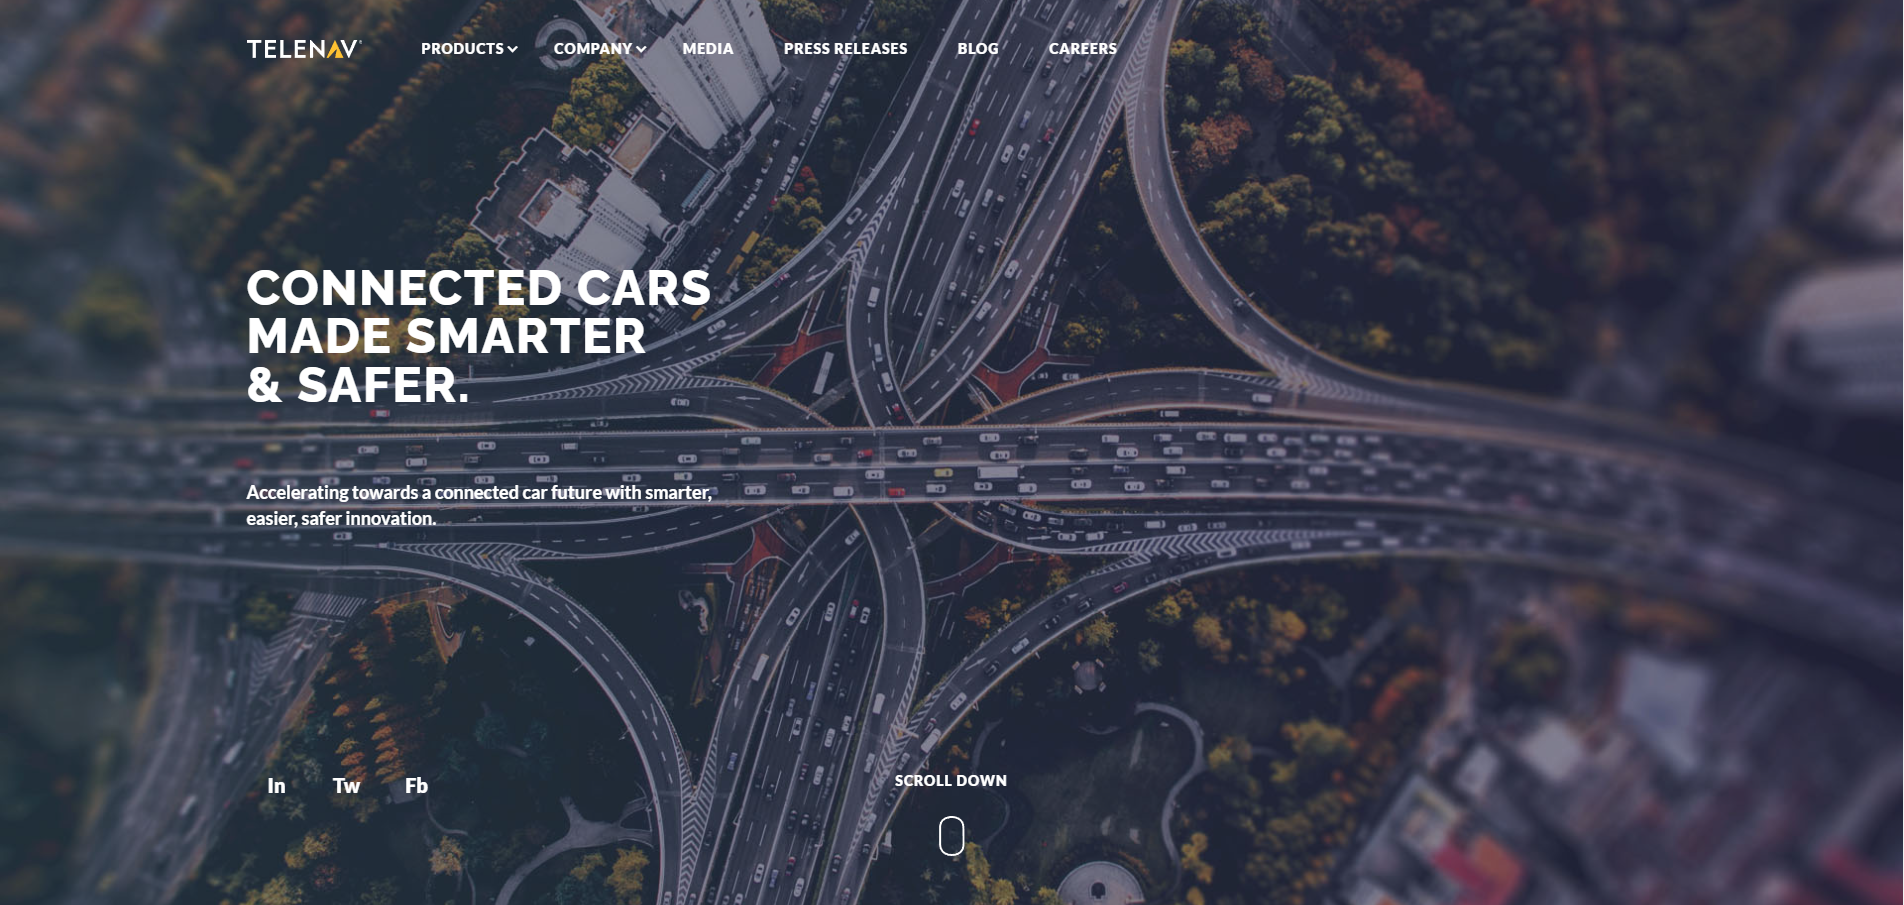 TELENAV
PRODUCTS
COMPANY
MEDIA
PRESS RELEASES
BLOG
CAREERS
CONNECTED CARS
MADE SMARTER
& SAFER.
Accelerating towards a connected car future with smarter,
easier, safer innovation.
In
Tw
Fb
SCROLL DOWN